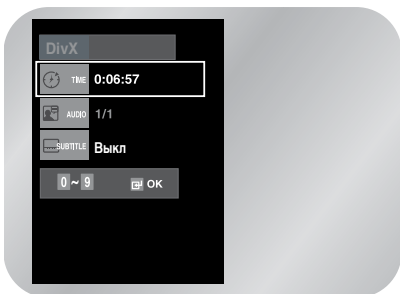 DivX
TIME 0:06:57
AUDIO 1/1
SUBTITLE Выкл
0 ~ 9 OK